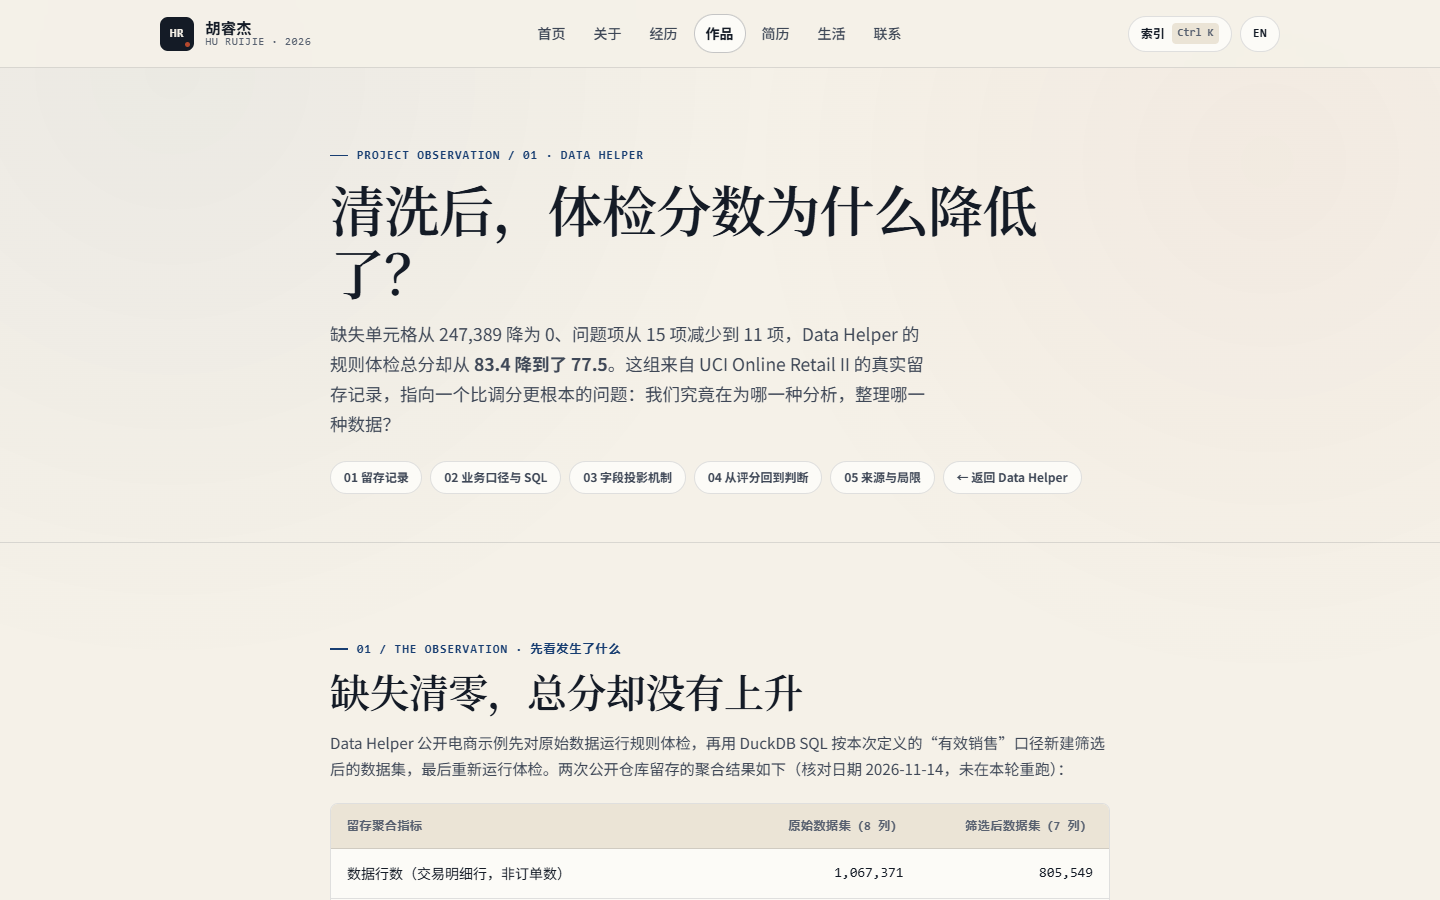 HR
胡睿杰
HU RUIJIE · 2026
首页 关于 经历 作品 简历 生活 联系
索引 Ctrl K EN
PROJECT OBSERVATION / 01 · DATA HELPER
清洗后，体检分数为什么降低
了？
缺失单元格从 247,389 降为 0、问题项从 15 项减少到 11 项，Data Helper 的
规则体检总分却从 83.4 降到了 77.5。这组来自 UCI Online Retail II 的真实留
存记录，指向一个比调分更根本的问题：我们究竟在为哪一种分析，整理哪一
种数据？
01 留存记录 02 业务口径与 SQL 03 字段投影机制 04 从评分回到判断 05 来源与局限 ← 返回 Data Helper
01 / THE OBSERVATION · 先看发生了什么
缺失清零，总分却没有上升
Data Helper 公开电商示例先对原始数据运行规则体检，再用 DuckDB SQL 按本次定义的“有效销售”口径新建筛选
后的数据集，最后重新运行体检。两次公开仓库留存的聚合结果如下（核对日期 2026-11-14，未在本轮重跑）：
留存聚合指标 原始数据集（8 列） 筛选后数据集（7 列）
数据行数（交易明细行，非订单数） 1,067,371 805,549